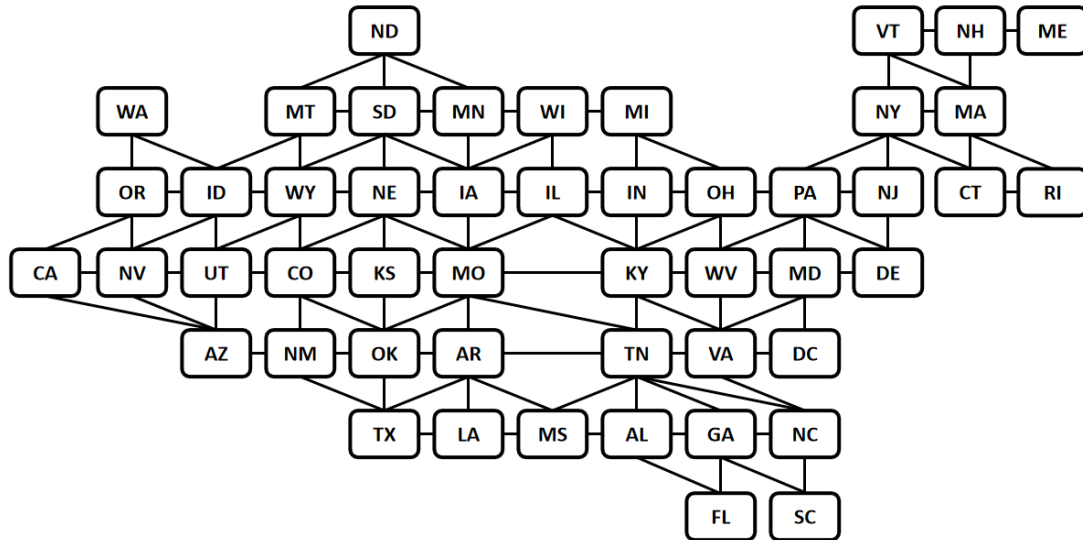 ND VT NH ME
WA MT SD MN WI MI NY MA
OR ID WY NE IA IL IN OH PA NJ CT RI
CA NV UT CO KS MO KY WV MD DE
AZ NM OK AR TN VA DC
TX LA MS AL GA NC
FL SC